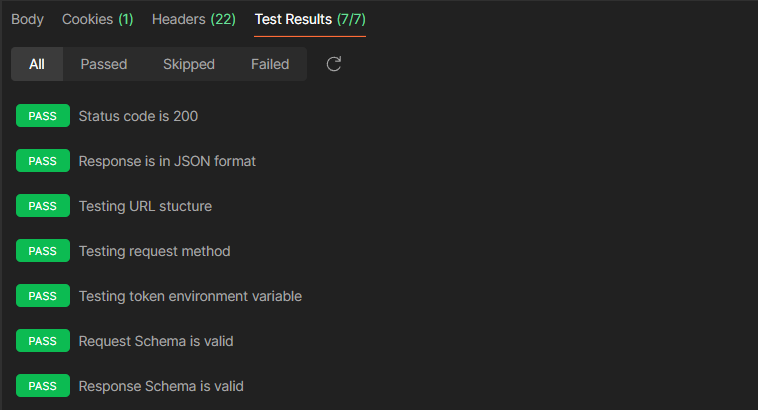 Body Cookies (1) Headers (22) Test Results (7/7)
All Passed Skipped Failed
PASS Status code is 200
PASS Response is in JSON format
PASS Testing URL stucture
PASS Testing request method
PASS Testing token environment variable
PASS Request Schema is valid
PASS Response Schema is valid